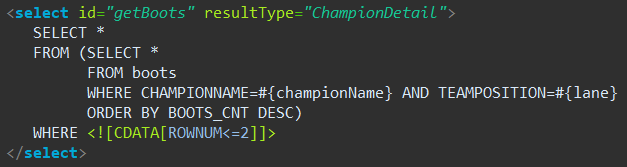 <select id="getBoots" resultType="ChampionDetail">
SELECT *
FROM (SELECT *
FROM boots
WHERE CHAMPIONNAME=#{championName} AND TEAMPOSITION=#{lane}
ORDER BY BOOTS_CNT DESC)
WHERE <![CDATA[ROWNUM<=2]]>
</select>